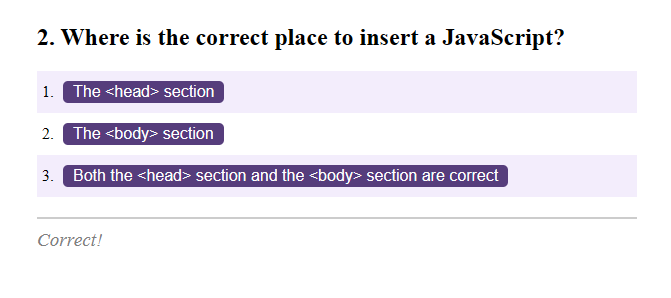 2. Where is the correct place to insert a JavaScript?
1. The <head> section
2. The <body> section
3. Both the <head> section and the <body> section are correct
Correct!